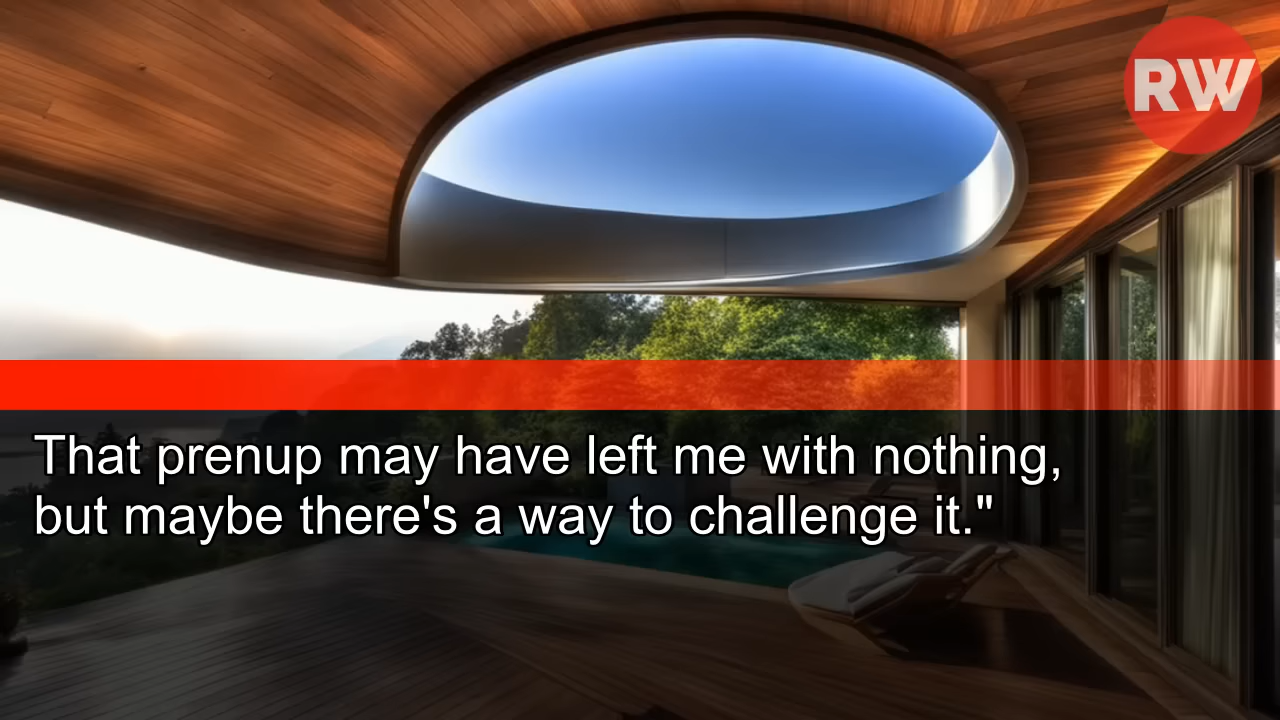 RW
That prenup may have left me with nothing,
but maybe there's a way to challenge it."